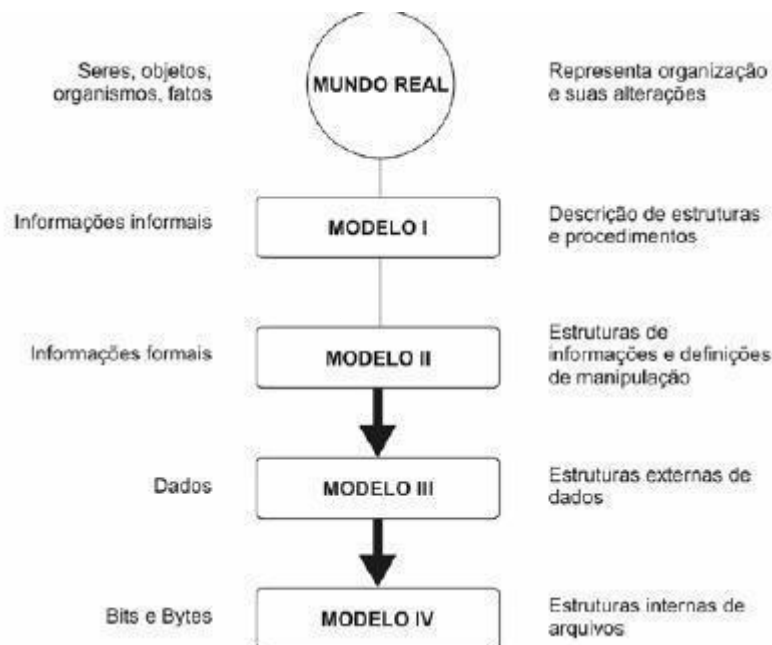 Seres, objetos,
organismos, fatos
MUNDO REAL
Representa organização
e suas alterações
Informações informais
MODELO I
Descrição de estruturas
e procedimentos
Informações formais
MODELO II
Estruturas de
informações e definições
de manipulação
Dados
MODELO III
Estruturas externas de
dados
Bits e Bytes
MODELO IV
Estruturas internas de
arquivos